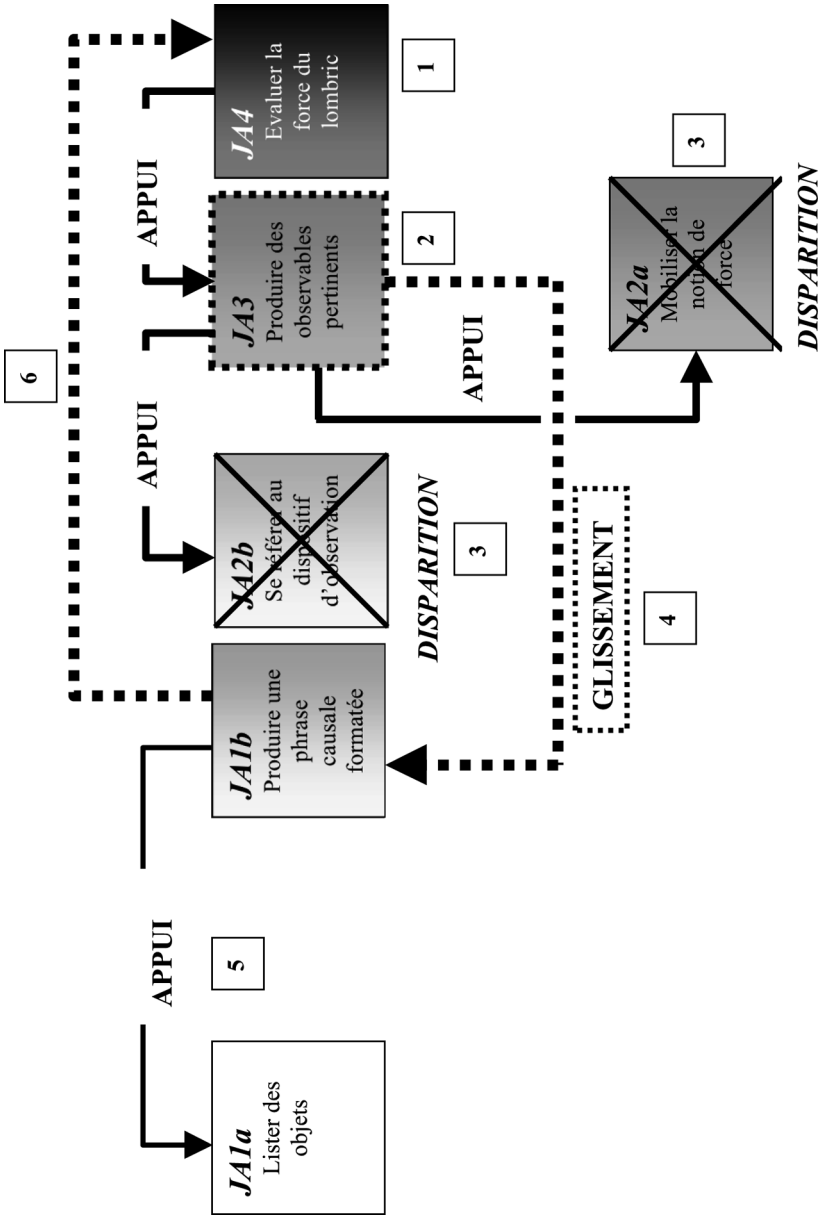 6
APPUI
APPUI
APPUI
JA1a
Lister des
objets
5
JA1b
Produire une
phrase
causale
formatée
JA2b
Se référer au
dispositif
d'observation
JA3
Produire des
observables
pertinents
JA4
Evaluer la
force du
lombric
DISPARITION
3
2
1
APPUI
GLISSEMENT
4
JA2a
Mobiliser la
notion de
force
3
DISPARITION